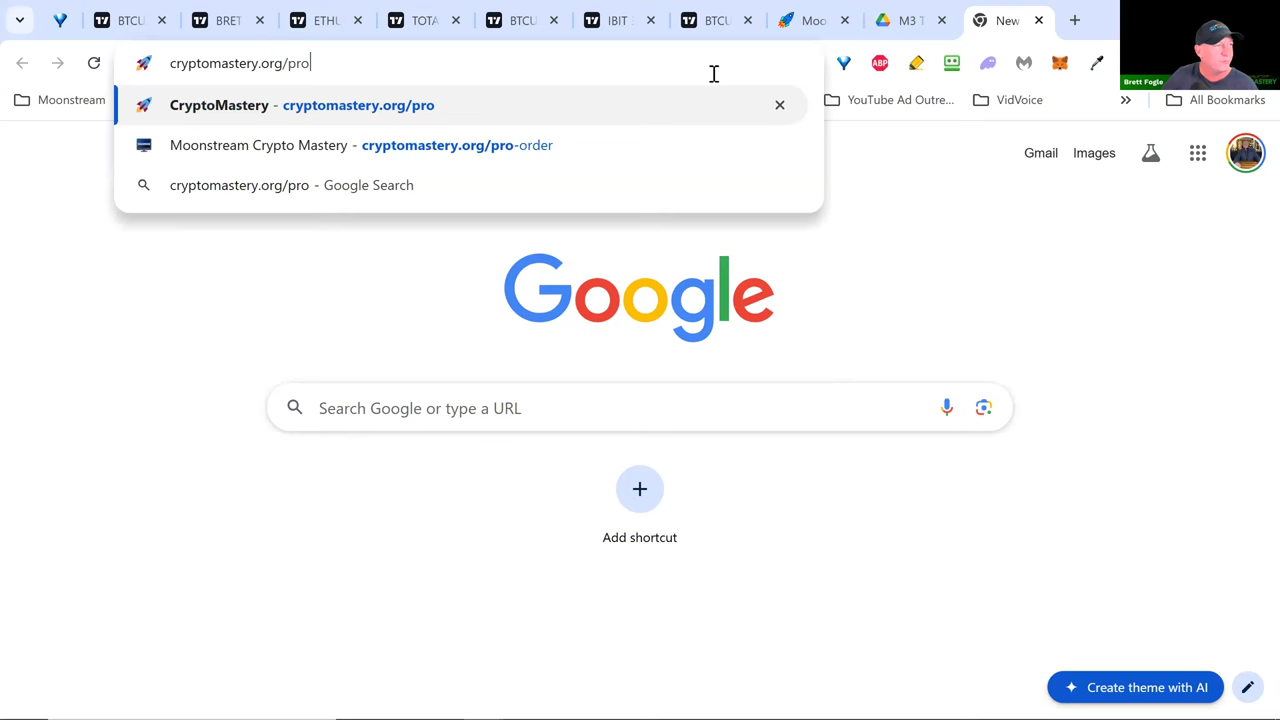 BTCU
BRET
ETHU
TOTA
BTCU
IBIT
BTCU
Moo
M3 T
New
cryptomastery.org/pro
ABP
Brett Fogle
Moonstream
CryptoMastery - cryptomastery.org/pro
YouTube Ad Outre...
VidVoice
All Bookmarks
Moonstream Crypto Mastery - cryptomastery.org/pro-order
Gmail
Images
cryptomastery.org/pro - Google Search
Google
Search Google or type a URL
Add shortcut
Create theme with AI